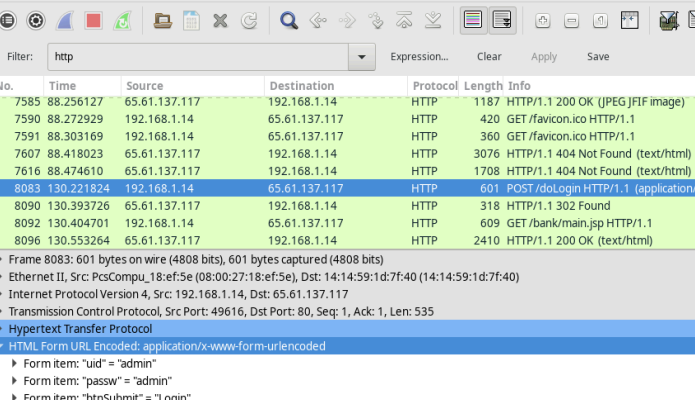 Filter: http Expression... Clear Apply Save
No. Time Source Destination Protocol Length Info
7585 88.256127 65.61.137.117 192.168.1.14 HTTP 1187 HTTP/1.1 200 OK (JPEG JFIF image)
7590 88.272929 192.168.1.14 65.61.137.117 HTTP 420 GET /favicon.ico HTTP/1.1
7591 88.303169 192.168.1.14 65.61.137.117 HTTP 360 GET /favicon.ico HTTP/1.1
7607 88.418023 65.61.137.117 192.168.1.14 HTTP 3076 HTTP/1.1 404 Not Found (text/html)
7616 88.474610 65.61.137.117 192.168.1.14 HTTP 1708 HTTP/1.1 404 Not Found (text/html)
8083 130.221824 192.168.1.14 65.61.137.117 HTTP 601 POST /doLogin HTTP/1.1 (application/
8090 130.393726 65.61.137.117 192.168.1.14 HTTP 318 HTTP/1.1 302 Found
8092 130.404701 192.168.1.14 65.61.137.117 HTTP 609 GET /bank/main.jsp HTTP/1.1
8096 130.553264 65.61.137.117 192.168.1.14 HTTP 2410 HTTP/1.1 200 OK (text/html)
Frame 8083: 601 bytes on wire (4808 bits), 601 bytes captured (4808 bits)
Ethernet II, Src: PcsCompu_18:ef:5e (08:00:27:18:ef:5e), Dst: 14:14:59:1d:7f:40 (14:14:59:1d:7f:40)
Internet Protocol Version 4, Src: 192.168.1.14, Dst: 65.61.137.117
Transmission Control Protocol, Src Port: 49616, Dst Port: 80, Seq: 1, Ack: 1, Len: 535
Hypertext Transfer Protocol
HTML Form URL Encoded: application/x-www-form-urlencoded
Form item: "uid" = "admin"
Form item: "passw" = "admin"
Form item: "btnSubmit" = "Login"